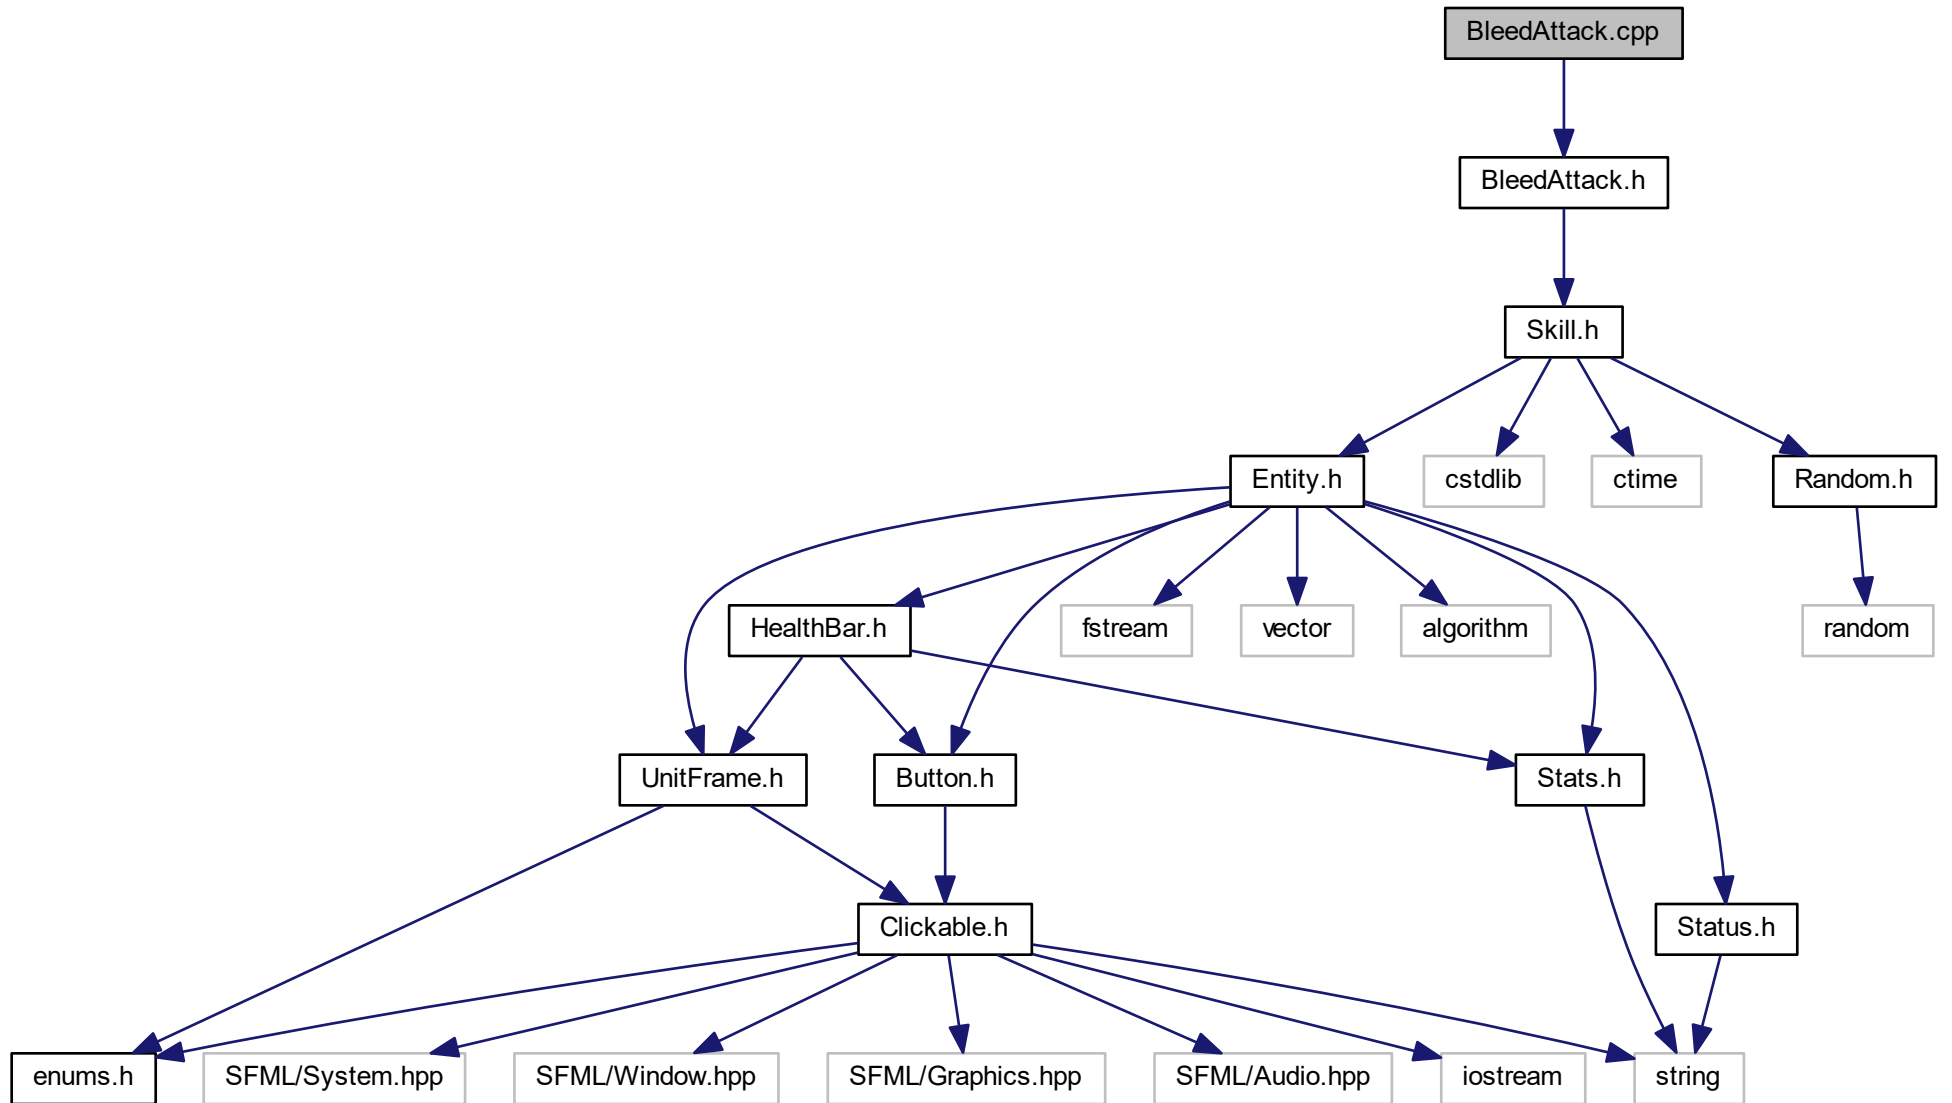 BleedAttack.cpp
BleedAttack.h
Skill.h
Entity.h
cstdlib
ctime
Random.h
HealthBar.h
fstream
vector
algorithm
random
UnitFrame.h
Button.h
Stats.h
Clickable.h
Status.h
enums.h
SFML/System.hpp
SFML/Window.hpp
SFML/Graphics.hpp
SFML/Audio.hpp
iostream
string